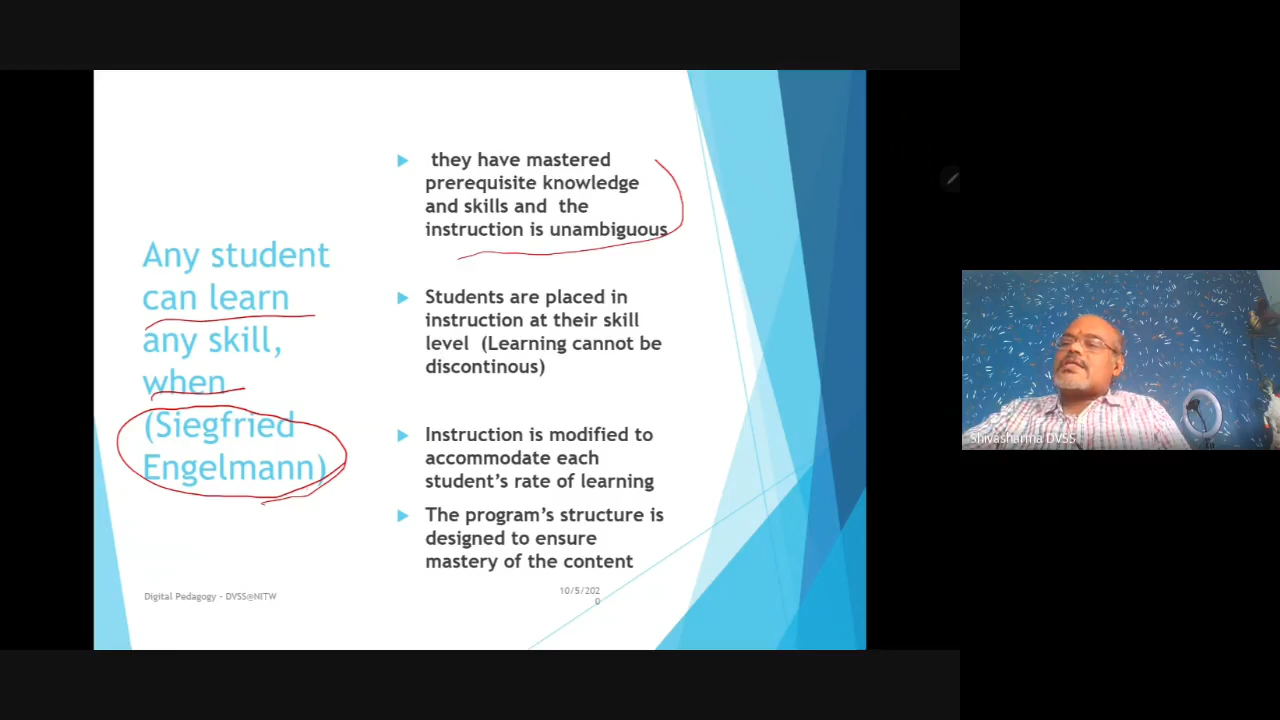 Any student
can learn
any skill,
when
(Siegfried
Engelmann)
they have mastered
prerequisite knowledge
and skills and the
instruction is unambiguous
Students are placed in
instruction at their skill
level (Learning cannot be
discontinous)
Instruction is modified to
accommodate each
student's rate of learning
The program's structure is
designed to ensure
mastery of the content
Digital Pedagogy - DVSS@NITW
10/5/202
0
Shivasharma DVSS